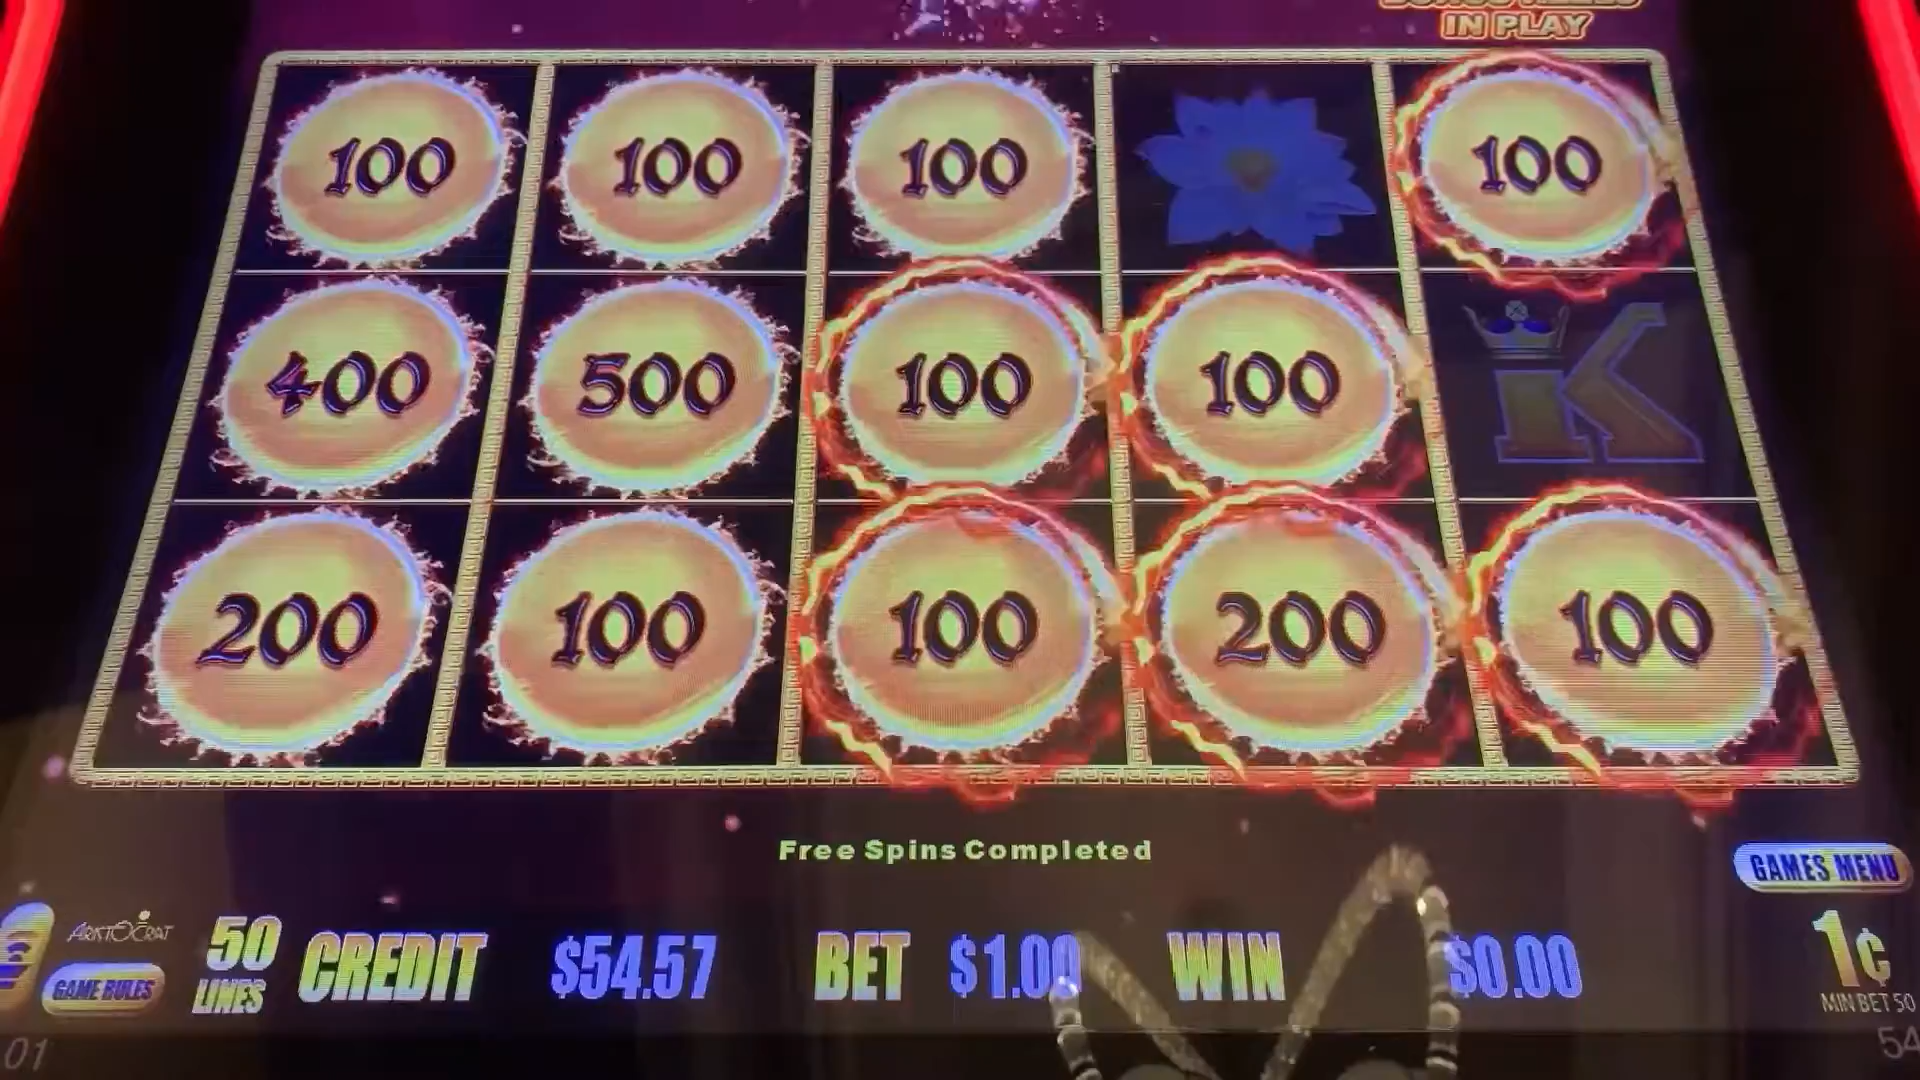 IN PLAY
100 100 100 100
400 500 100 100 K
200 100 100 200 100
Free Spins Completed
GAMES MENU
ARISTOCRAT
GAME RULES
50
LINES
CREDIT $54.57 BET $1.00 WIN $0.00
1¢
MIN BET 50
01
54